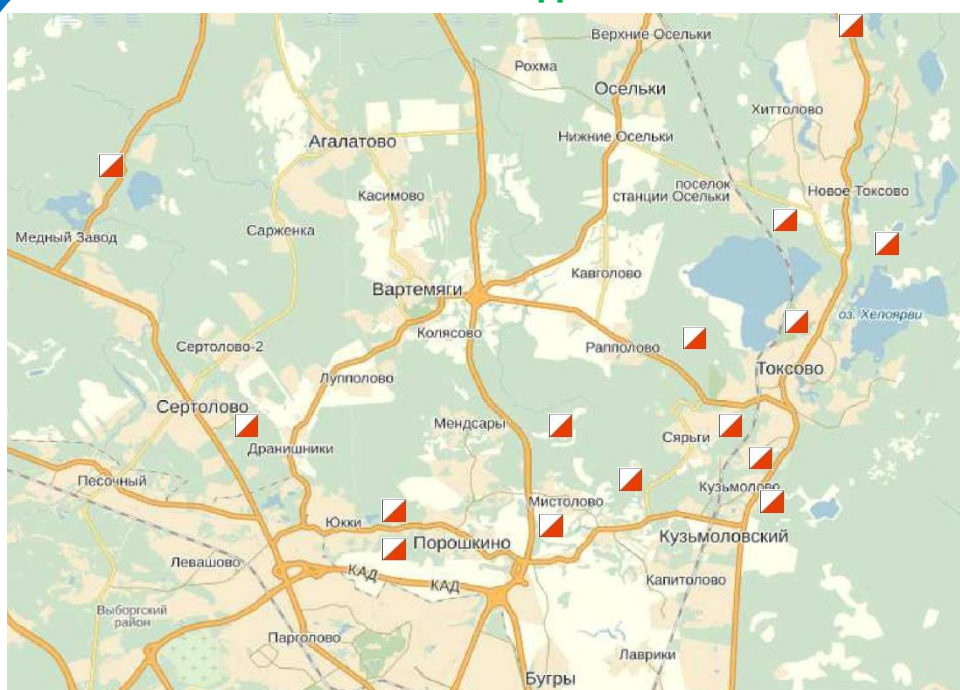 Верхние Осельки
Рохма
Осельки
Хиттолово
Нижние Осельки
Агалатово
поселок
станции Осельки
Новое Токсово
Касимово
Сарженка
Медный Завод
Кавголово
Вартемяги
оз. Хепоярви
Колясово
Сертолово-2
Рапполово
Токсово
Лупполово
Сертолово
Мендсары
Сярьги
Дранишники
Песочный
Кузьмолово
Мистолово
Юкки
Порошкино
Кузьмоловский
Левашово
КАД
КАД
Капитолово
Выборгский
район
Парголово
Лаврики
Бугры